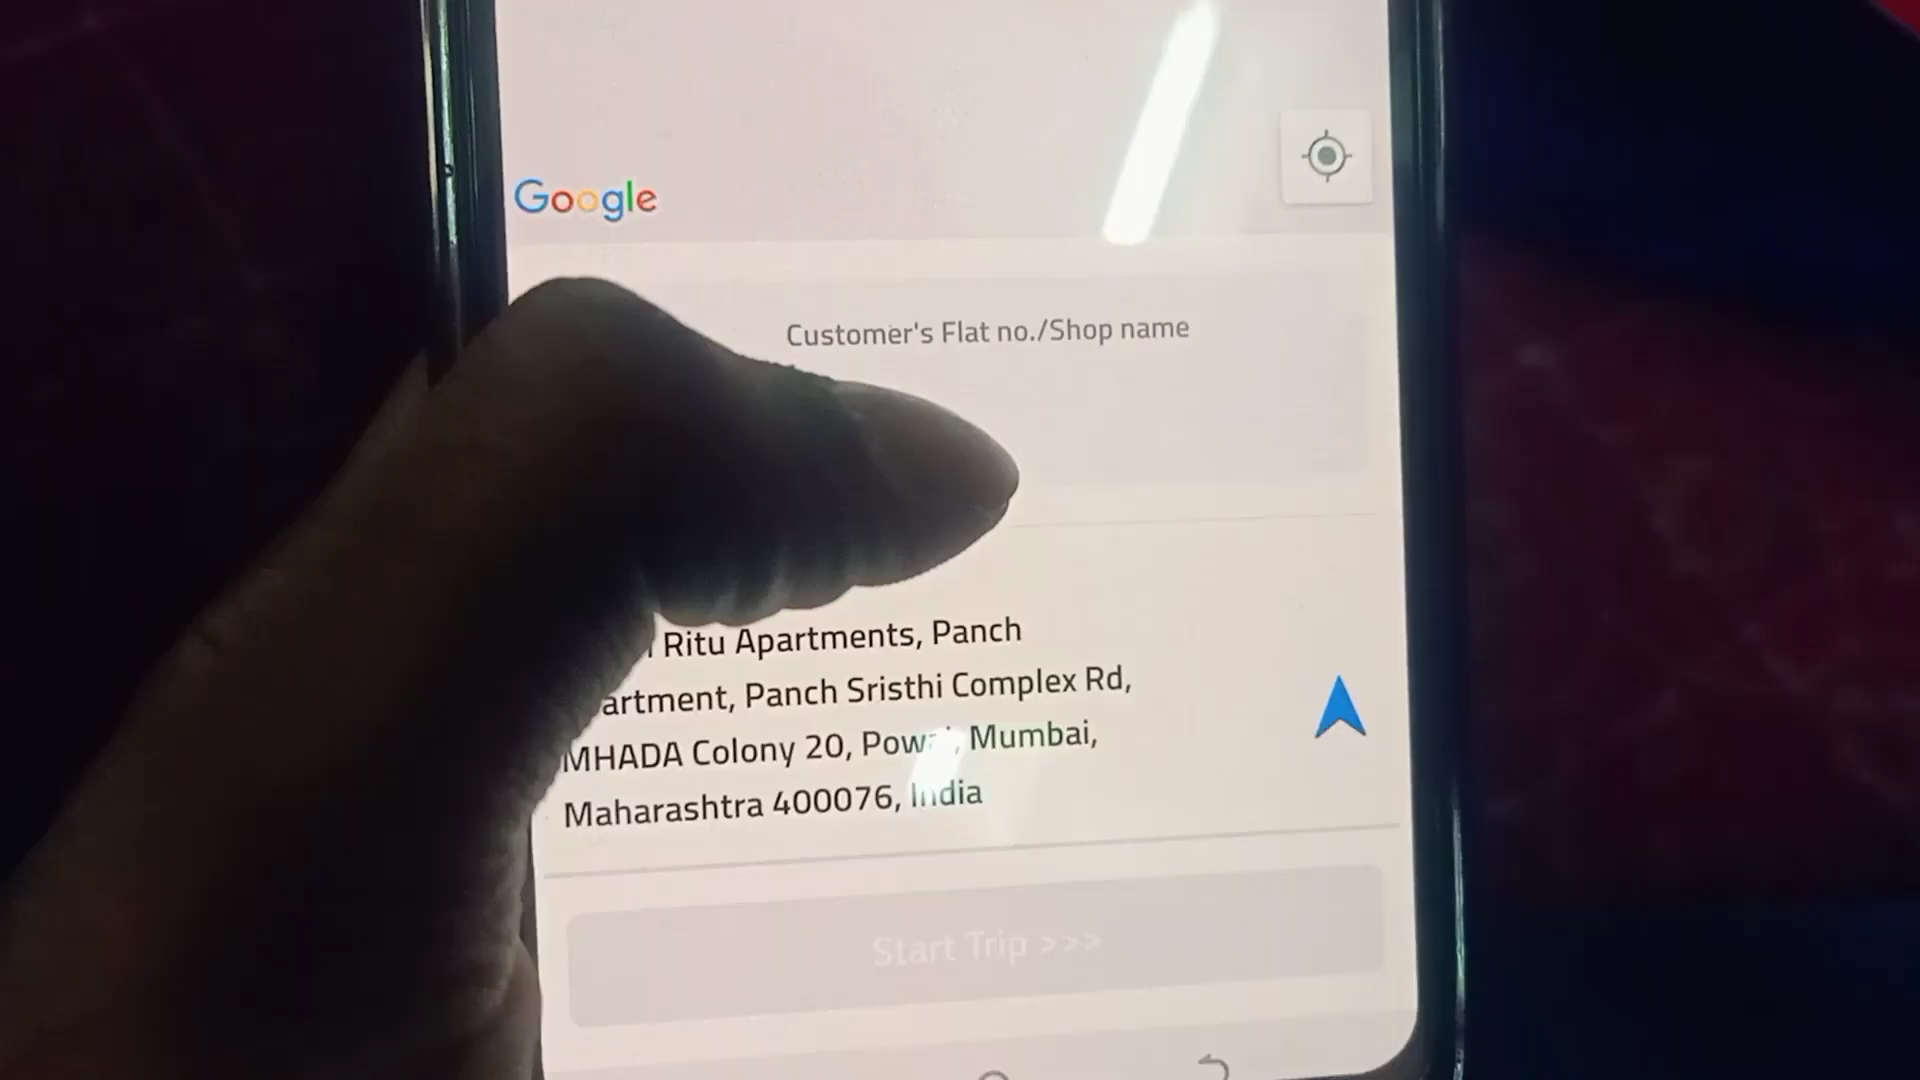 Google
Customer's Flat no./Shop name
Ritu Apartments, Panch
artment, Panch Sristhi Complex Rd,
MHADA Colony 20, Mumbai,
Maharashtra 400076, India
Start Trip >>>